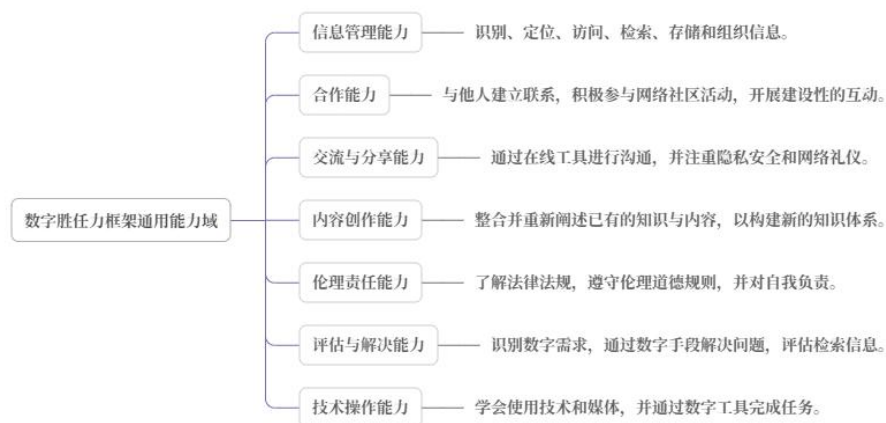 信息管理能力
识别、定位、访问、检索、存储和组织信息。
合作能力
与他人建立联系，积极参与网络社区活动，开展建设性的互动。
交流与分享能力
通过在线工具进行沟通，并注重隐私安全和网络礼仪。
数字胜任力框架通用能力域
内容创作能力
整合并重新阐述已有的知识与内容，以构建新的知识体系。
伦理责任能力
了解法律法规，遵守伦理道德规则，并对自我负责。
评估与解决能力
识别数字需求，通过数字手段解决问题，评估检索信息。
技术操作能力
学会使用技术和媒体，并通过数字工具完成任务。